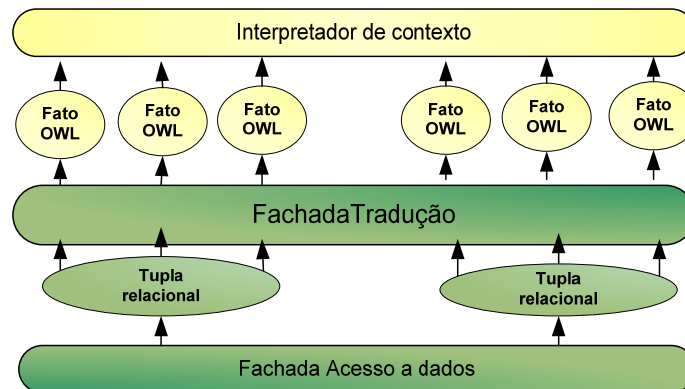 Interpretador de contexto
Fato
OWL
Fato
OWL
Fato
OWL
Fato
OWL
Fato
OWL
Fato
OWL
FachadaTradução
Tupla
relacional
Tupla
relacional
Fachada Acesso a dados